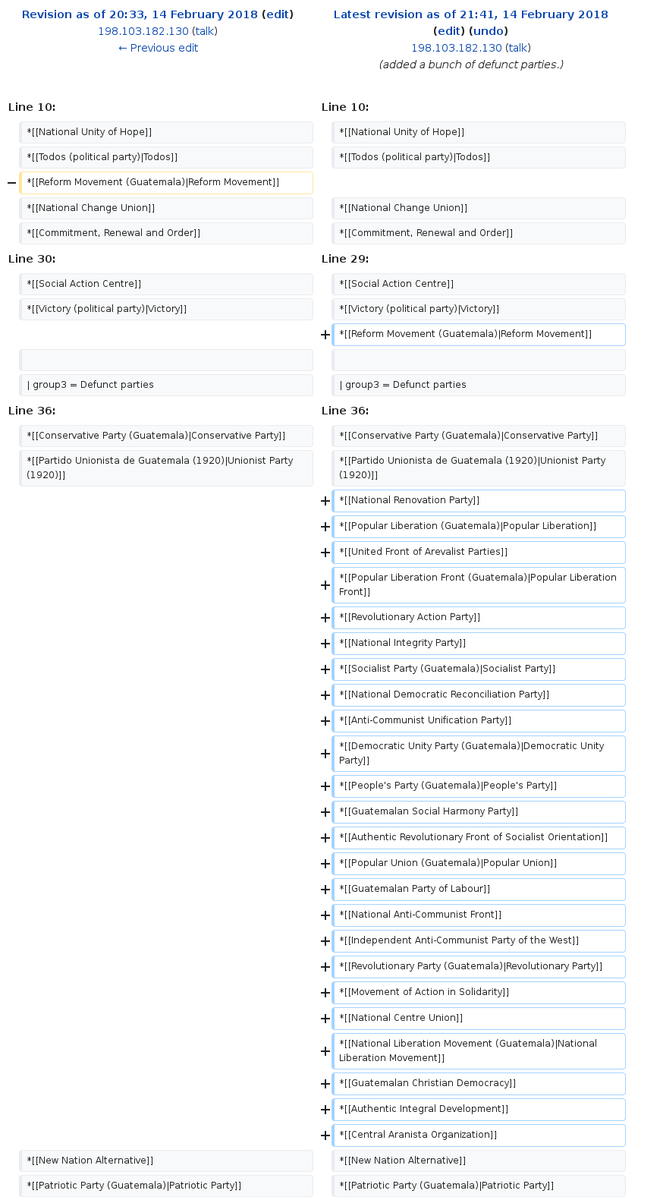 Revision as of 20:33, 14 February 2018 (edit)
198.103.182.130 (talk)
← Previous edit
Latest revision as of 21:41, 14 February 2018
(edit) (undo)
198.103.182.130 (talk)
(added a bunch of defunct parties.)
Line 10:
Line 10:
*[[National Unity of Hope]]
*[[National Unity of Hope]]
*[[Todos (political party)|Todos]]
*[[Todos (political party)|Todos]]
− *[[Reform Movement (Guatemala)|Reform Movement]]
*[[National Change Union]]
*[[National Change Union]]
*[[Commitment, Renewal and Order]]
*[[Commitment, Renewal and Order]]
Line 30:
Line 29:
*[[Social Action Centre]]
*[[Social Action Centre]]
*[[Victory (political party)|Victory]]
*[[Victory (political party)|Victory]]
+ *[[Reform Movement (Guatemala)|Reform Movement]]
| group3 = Defunct parties
| group3 = Defunct parties
Line 36:
Line 36:
*[[Conservative Party (Guatemala)|Conservative Party]]
*[[Conservative Party (Guatemala)|Conservative Party]]
*[[Partido Unionista de Guatemala (1920)|Unionist Party
(1920)]]
*[[Partido Unionista de Guatemala (1920)|Unionist Party
(1920)]]
+ *[[National Renovation Party]]
+ *[[Popular Liberation (Guatemala)|Popular Liberation]]
+ *[[United Front of Arevalist Parties]]
+ *[[Popular Liberation Front (Guatemala)|Popular Liberation
Front]]
+ *[[Revolutionary Action Party]]
+ *[[National Integrity Party]]
+ *[[Socialist Party (Guatemala)|Socialist Party]]
+ *[[National Democratic Reconciliation Party]]
+ *[[Anti-Communist Unification Party]]
+ *[[Democratic Unity Party (Guatemala)|Democratic Unity
Party]]
+ *[[People's Party (Guatemala)|People's Party]]
+ *[[Guatemalan Social Harmony Party]]
+ *[[Authentic Revolutionary Front of Socialist Orientation]]
+ *[[Popular Union (Guatemala)|Popular Union]]
+ *[[Guatemalan Party of Labour]]
+ *[[National Anti-Communist Front]]
+ *[[Independent Anti-Communist Party of the West]]
+ *[[Revolutionary Party (Guatemala)|Revolutionary Party]]
+ *[[Movement of Action in Solidarity]]
+ *[[National Centre Union]]
+ *[[National Liberation Movement (Guatemala)|National
Liberation Movement]]
+ *[[Guatemalan Christian Democracy]]
+ *[[Authentic Integral Development]]
+ *[[Central Aranista Organization]]
*[[New Nation Alternative]]
*[[New Nation Alternative]]
*[[Patriotic Party (Guatemala)|Patriotic Party]]
*[[Patriotic Party (Guatemala)|Patriotic Party]]